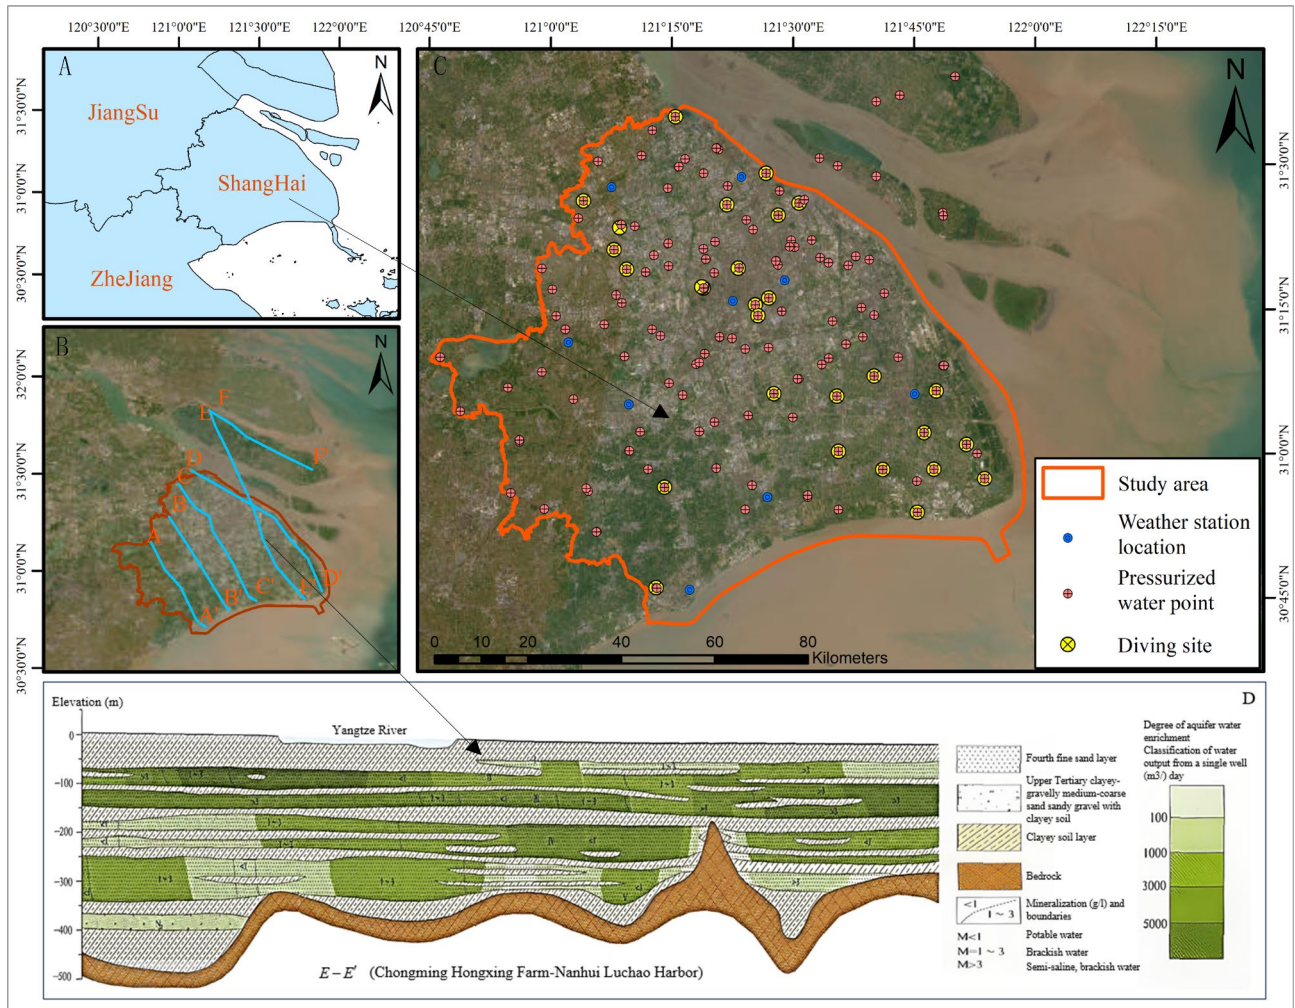 120°30'0"E 121°0'0"E 121°30'0"E 122°0'0"E
120°45'0"E 121°0'0"E 121°15'0"E 121°30'0"E 121°45'0"E 122°0'0"E 122°15'0"E
A
N
JiangSu
ShangHai
ZheJiang
31°30'0"N
31°0'0"N
30°30'0"N
B
N
F
E
F'
D
C
B
A
A'
B'
C'
D'
32°0'0"N
31°30'0"N
31°0'0"N
30°30'0"N
C
N
31°30'0"N
31°15'0"N
31°0'0"N
30°45'0"N
Study area
Weather station
location
Pressurized
water point
Diving site
0 10 20 40 60 80
Kilometers
D
Elevation (m)
Yangtze River
0
−100
−200
−300
−400
−500
E – E' (Chongming Hongxing Farm-Nanhui Luchao Harbor)
Fourth fine sand layer
Upper Tertiary clayey-
gravelly medium-coarse
sand sandy gravel with
clayey soil
Clayey soil layer
Bedrock
<1
1 ~ 3
Mineralization (g/l) and
boundaries
M<1 Potable water
M=1 ~ 3 Brackish water
M>3 Semi-saline, brackish water
Degree of aquifer water
enrichment
Classification of water
output from a single well
(m3/) day
100
1000
3000
5000